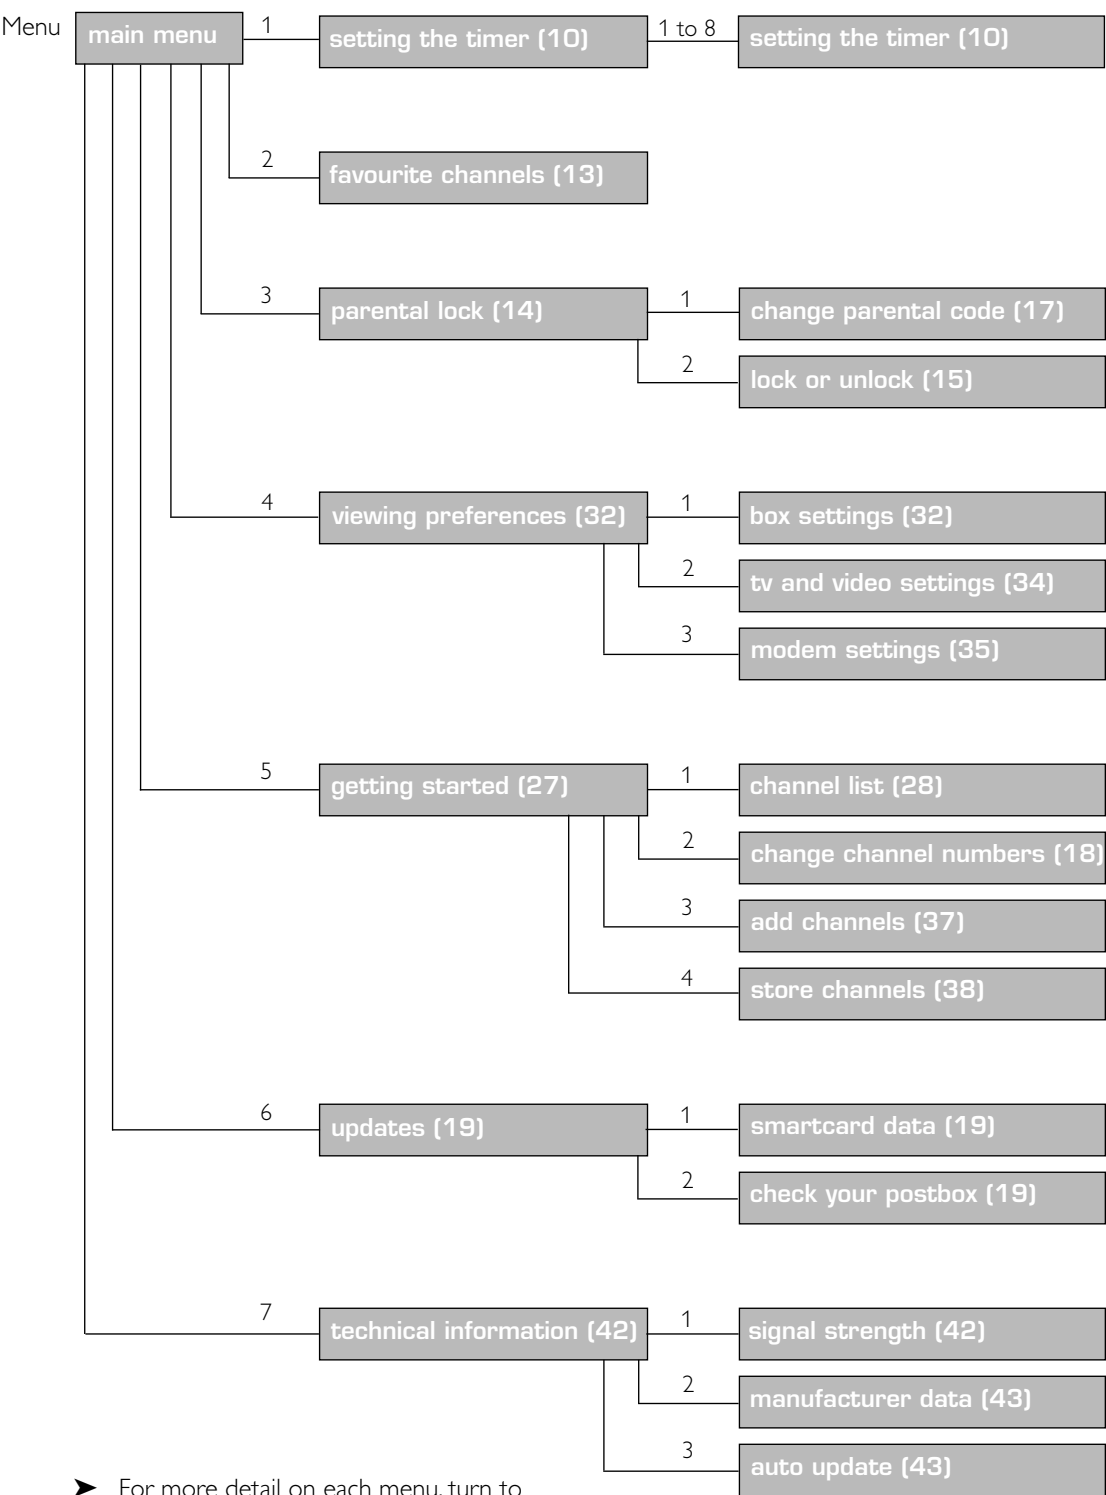 Menu main menu 1 setting the timer (10) 1 to 8 setting the timer (10)
2 favourite channels (13)
3 parental lock (14) 1 change parental code (17)
2 lock or unlock (15)
4 viewing preferences (32) 1 box settings (32)
2 tv and video settings (34)
3 modem settings (35)
5 getting started (27) 1 channel list (28)
2 change channel numbers (18)
3 add channels (37)
4 store channels (38)
6 updates (19) 1 smartcard data (19)
2 check your postbox (19)
7 technical information (42) 1 signal strength (42)
2 manufacturer data (43)
3 auto update (43)
➤ For more detail on each menu, turn to